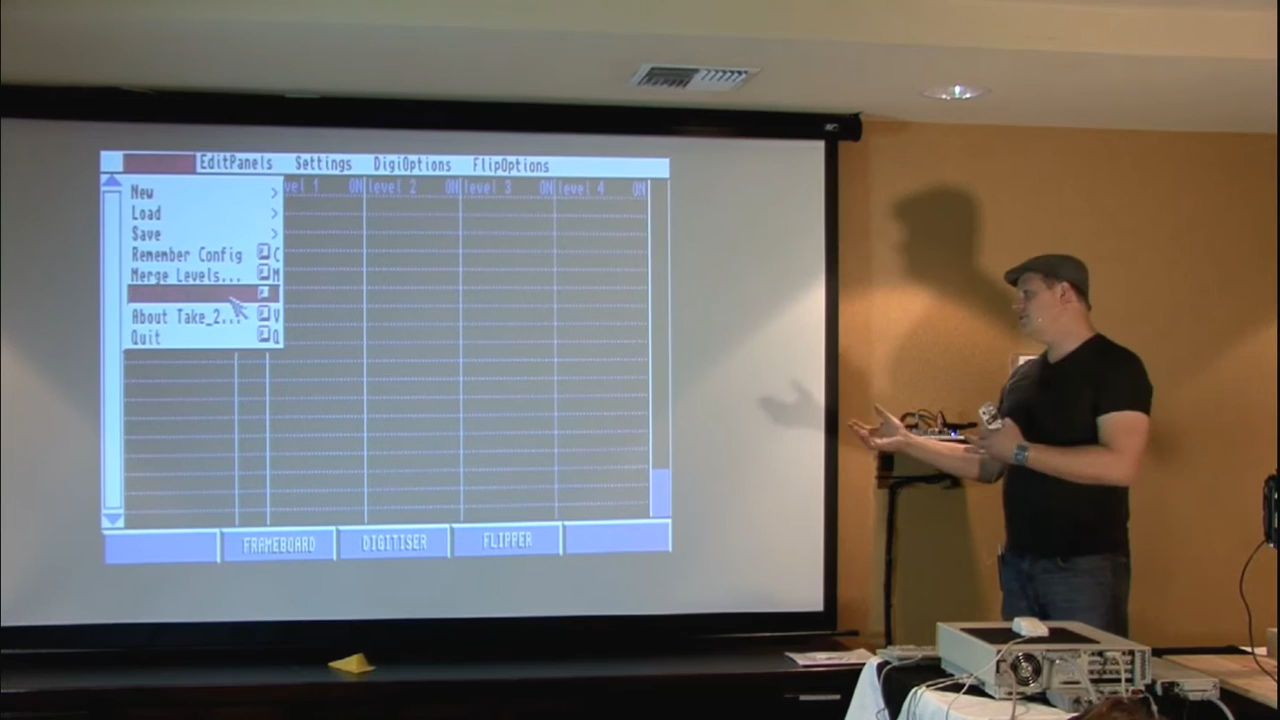 EditPanels Settings DigiOptions FlipOptions
New >
Load >
Save >
Remember Config C
Merge Levels... M
About Take_2... V
Quit Q
vel 1 ON level 2 ON level 3 ON level 4 ON
FRAMEBOARD DIGITISER FLIPPER